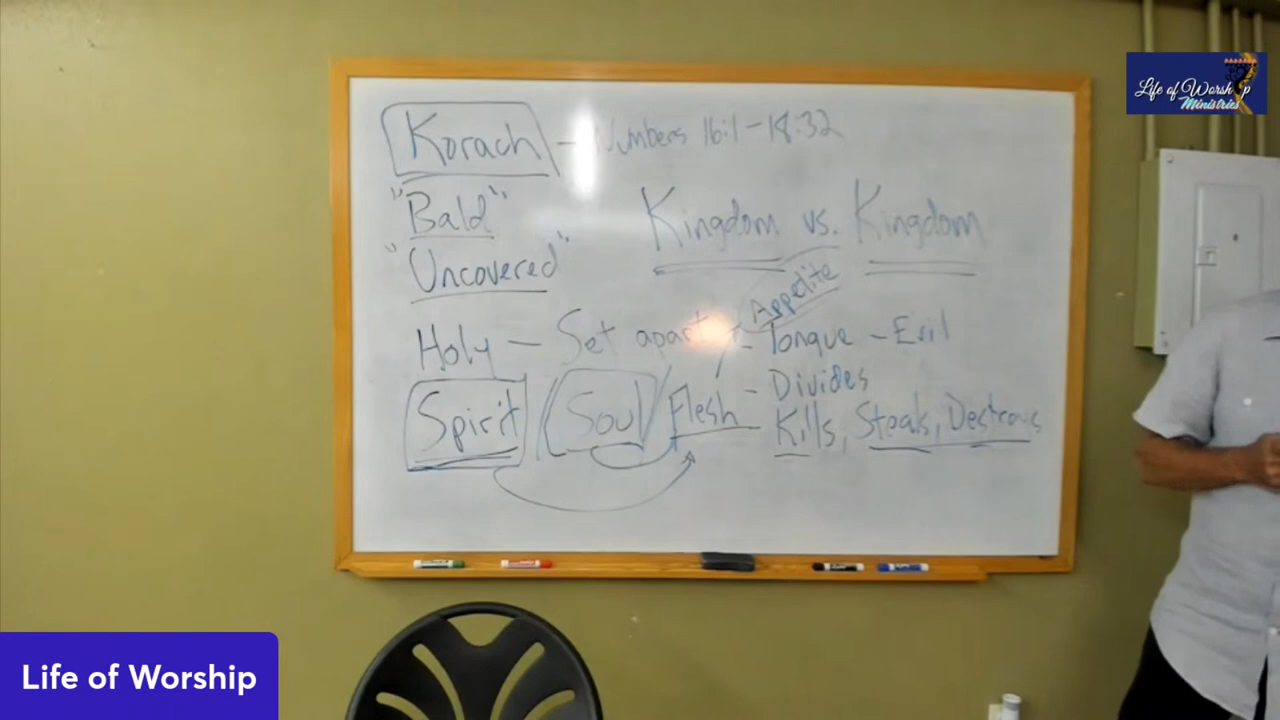 Life of Worship
Ministries
Korach - Numbers 16:1-18:32
"Bald"
Kingdom vs. Kingdom
"Uncovered"
Appetite
Holy - Set apart
- Tongue - Evil
Spirit / Soul / Flesh
- Divides
Kills, Steals, Destroys
Life of Worship